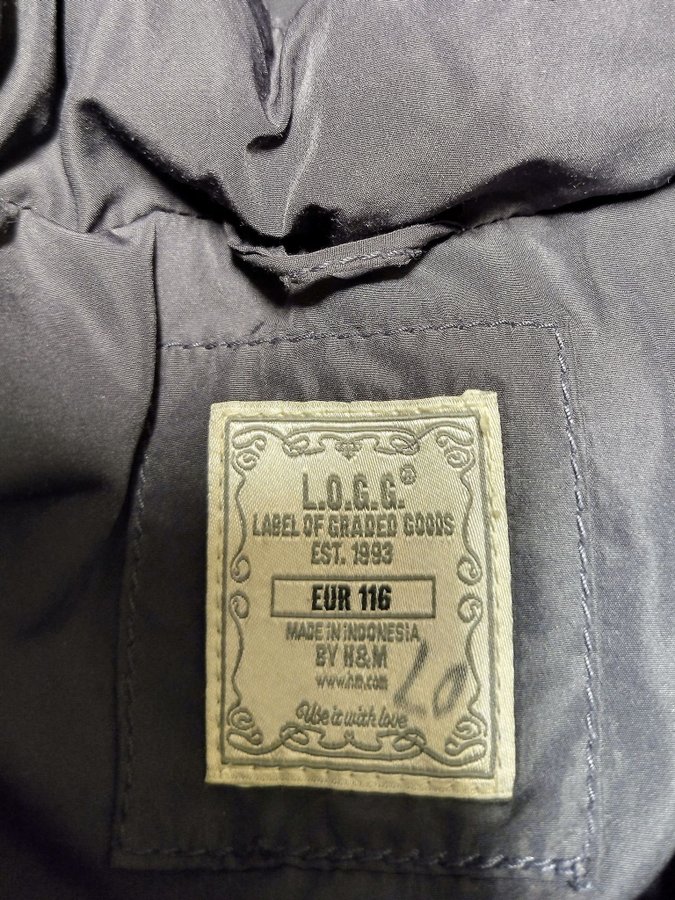 L.O.G.G.®
LABEL OF GRADED GOODS
EST. 1993
EUR 116
MADE IN INDONESIA
BY H&M
www.hm.com
Use it with love